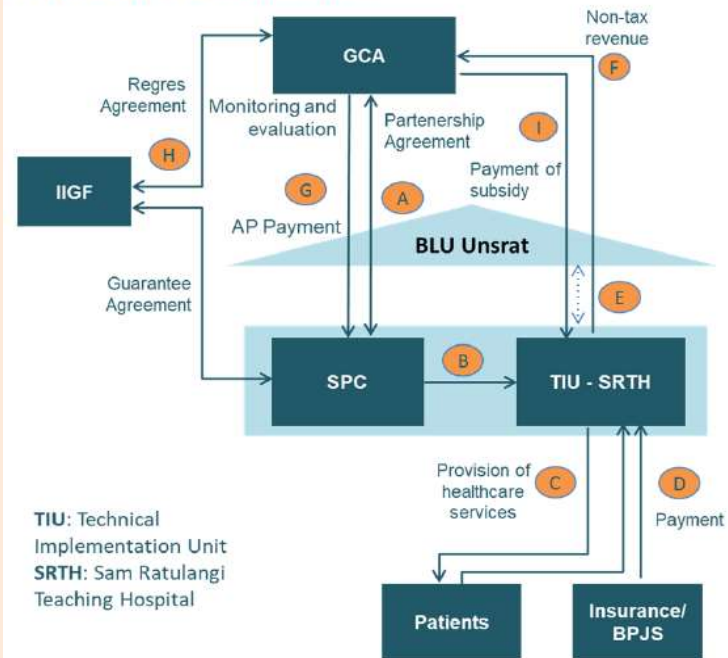 Non-tax
revenue
F
GCA
Regres
Agreement
Monitoring and
evaluation
Partenership
Agreement
H
I
IIGF
G
A
Payment of
subsidy
AP Payment
BLU Unsrat
Guarantee
Agreement
E
SPC
B
TIU - SRTH
Provision of
healthcare
services
C
D
Payment
TIU: Technical
Implementation Unit
SRTH: Sam Ratulangi
Teaching Hospital
Patients
Insurance/
BPJS